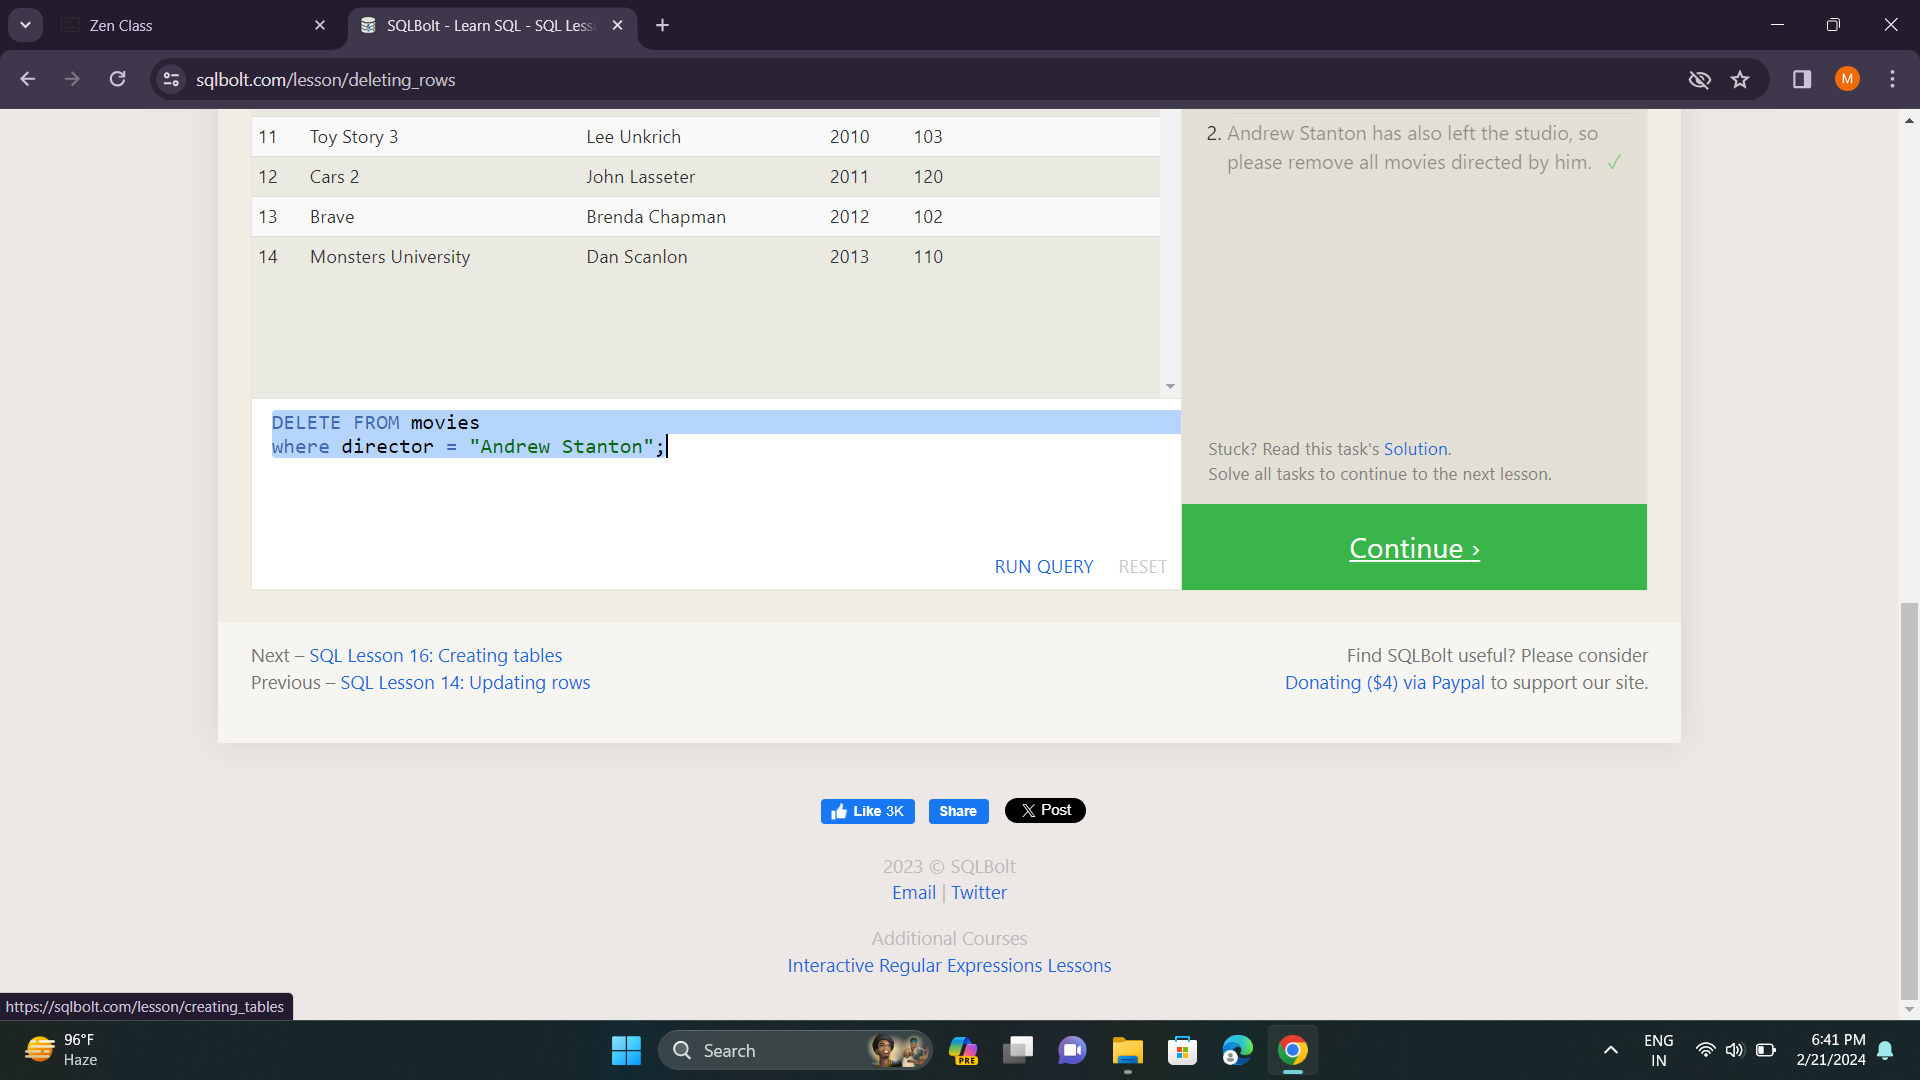 Zen Class
SQLBolt - Learn SQL - SQL Less
sqlbolt.com/lesson/deleting_rows
M
11 Toy Story 3 Lee Unkrich 2010 103
12 Cars 2 John Lasseter 2011 120
13 Brave Brenda Chapman 2012 102
14 Monsters University Dan Scanlon 2013 110
2. Andrew Stanton has also left the studio, so
please remove all movies directed by him. ✓
DELETE FROM movies
where director = "Andrew Stanton";
RUN QUERY RESET
Stuck? Read this task's Solution.
Solve all tasks to continue to the next lesson.
Continue ›
Next – SQL Lesson 16: Creating tables
Previous – SQL Lesson 14: Updating rows
Find SQLBolt useful? Please consider
Donating ($4) via Paypal to support our site.
Like 3K Share X Post
2023 © SQLBolt
Email | Twitter
Additional Courses
Interactive Regular Expressions Lessons
https://sqlbolt.com/lesson/creating_tables
96°F
Haze
Search
PRE
ENG
IN
6:41 PM
2/21/2024